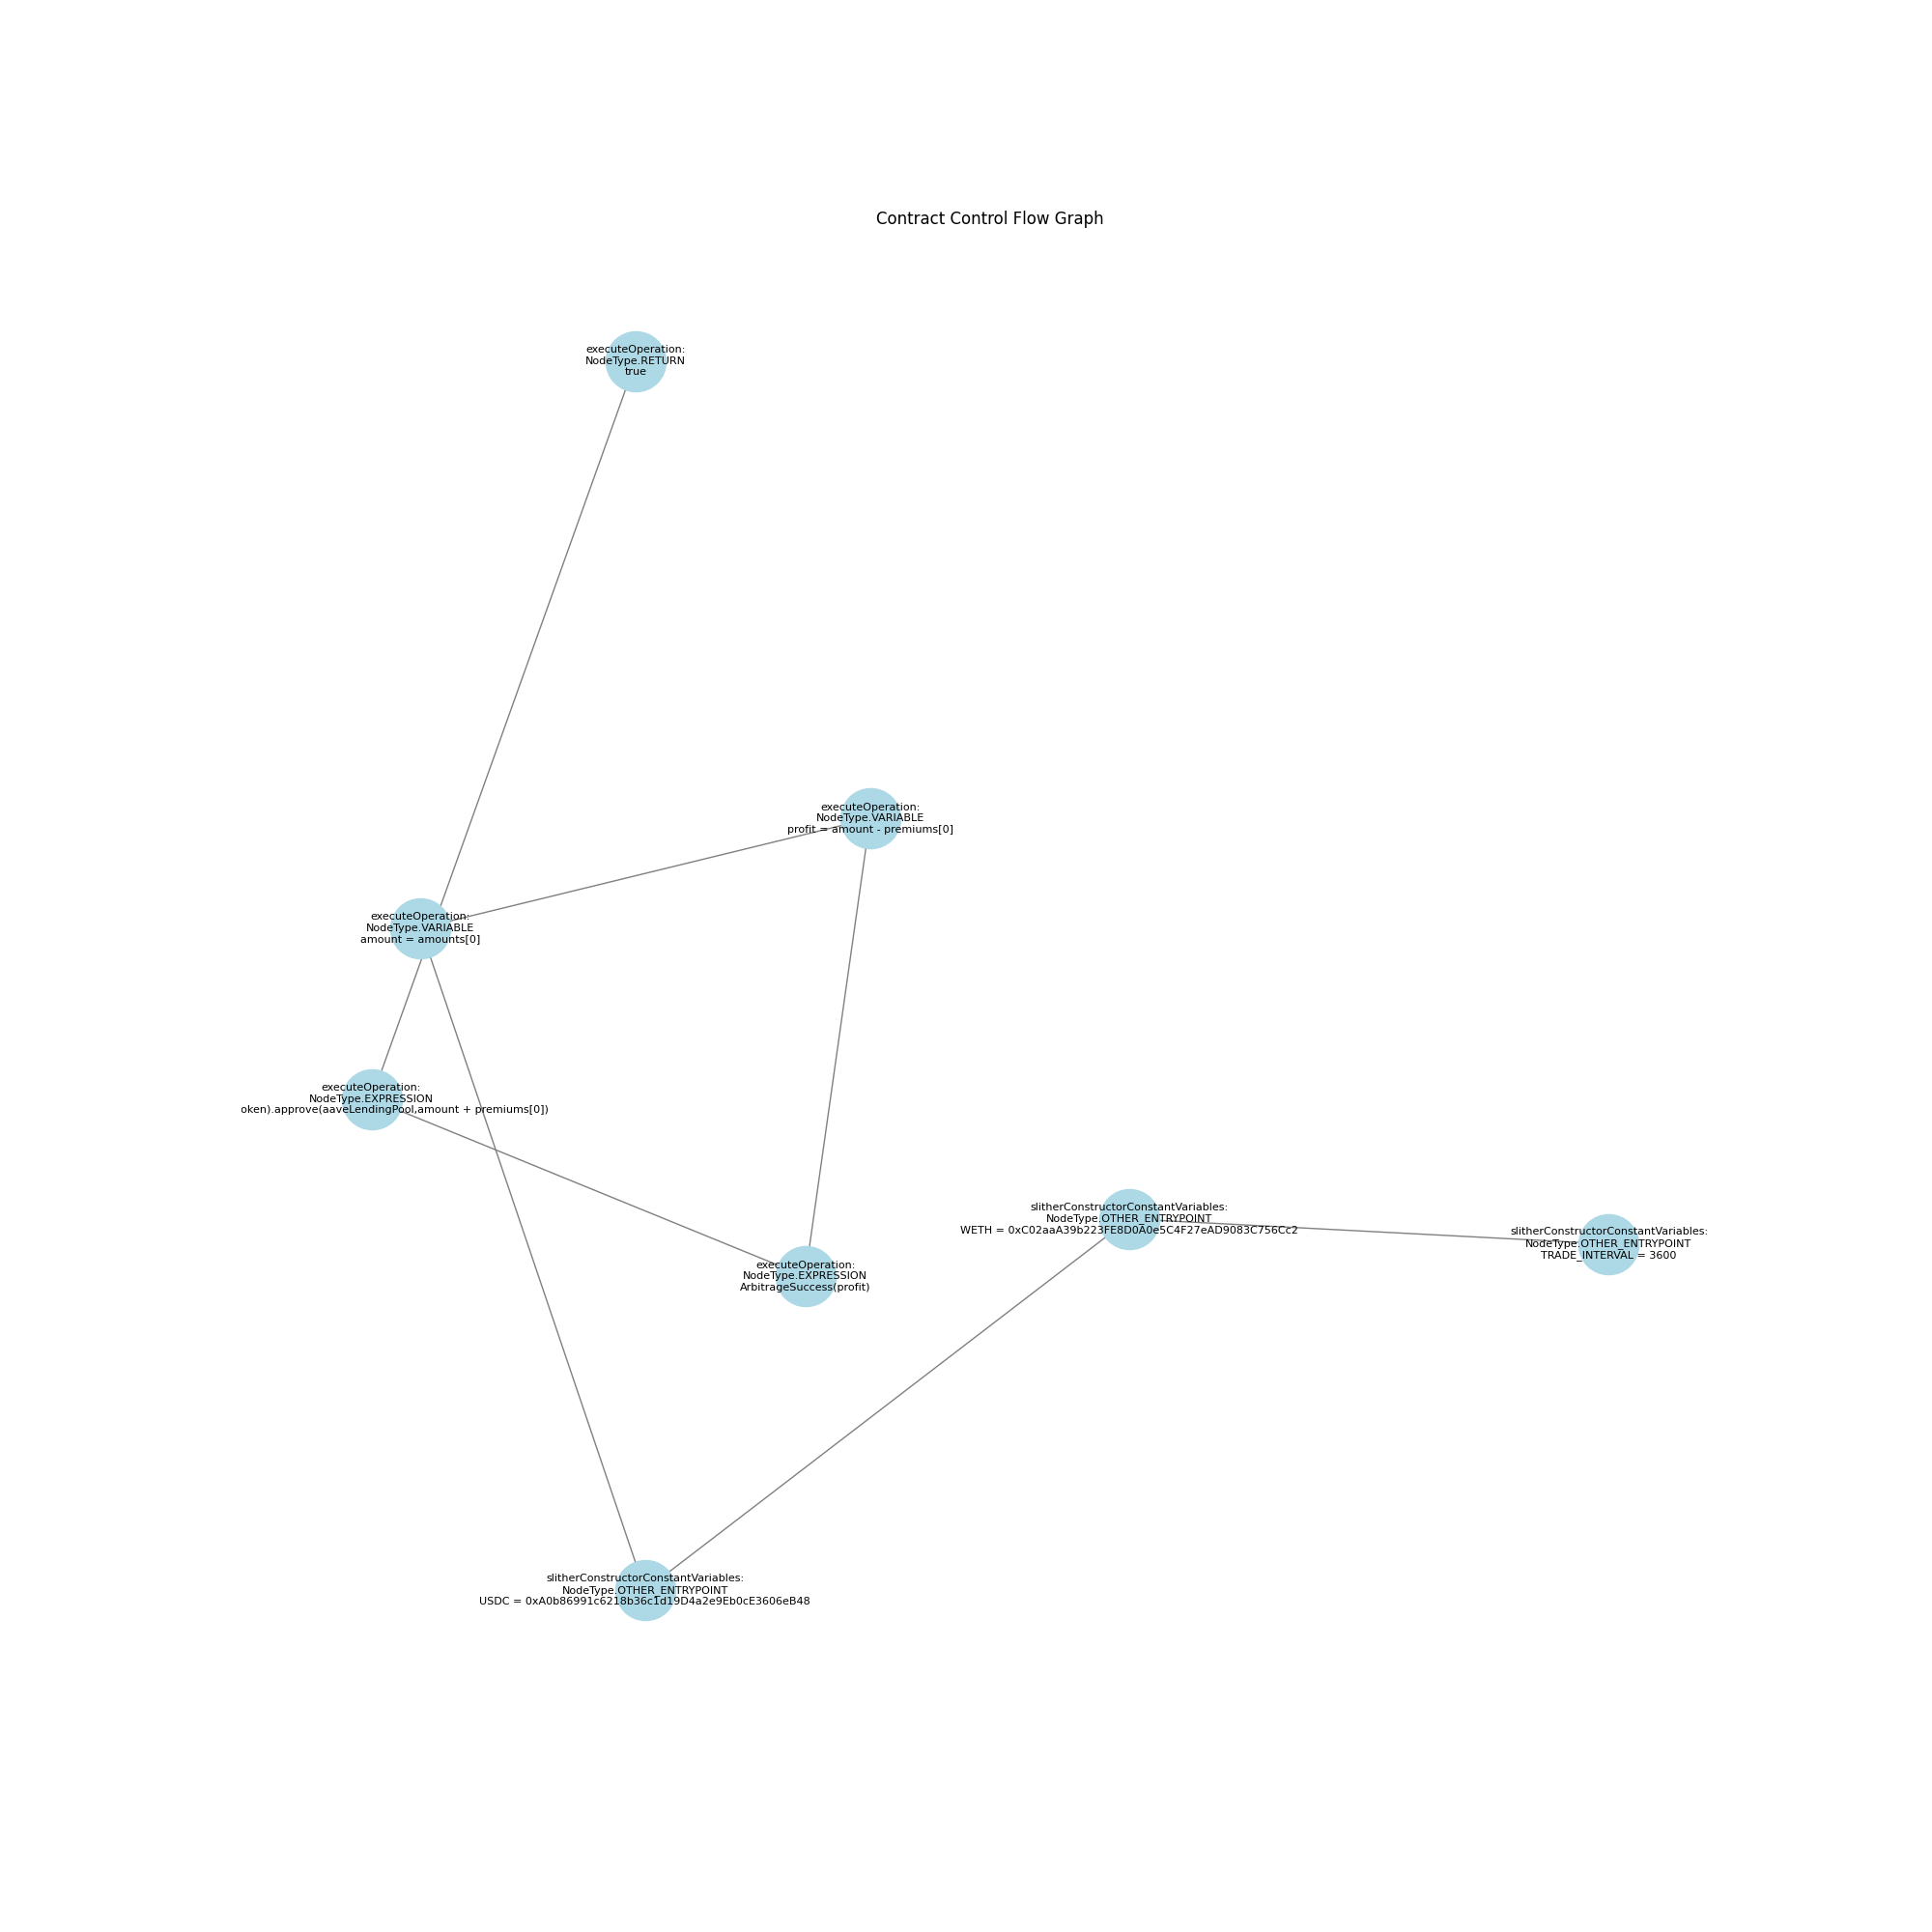 Contract Control Flow Graph
executeOperation:
NodeType.RETURN
true
executeOperation:
NodeType.VARIABLE
profit = amount - premiums[0]
executeOperation:
NodeType.VARIABLE
amount = amounts[0]
executeOperation:
NodeType.EXPRESSION
oken).approve(aaveLendingPool,amount + premiums[0])
slitherConstructorConstantVariables:
NodeType.OTHER_ENTRYPOINT
WETH = 0xC02aaA39b223FE8D0A0e5C4F27eAD9083C756Cc2
slitherConstructorConstantVariables:
NodeType.OTHER_ENTRYPOINT
TRADE_INTERVAL = 3600
executeOperation:
NodeType.EXPRESSION
ArbitrageSuccess(profit)
slitherConstructorConstantVariables:
NodeType.OTHER_ENTRYPOINT
USDC = 0xA0b86991c6218b36c1d19D4a2e9Eb0cE3606eB48